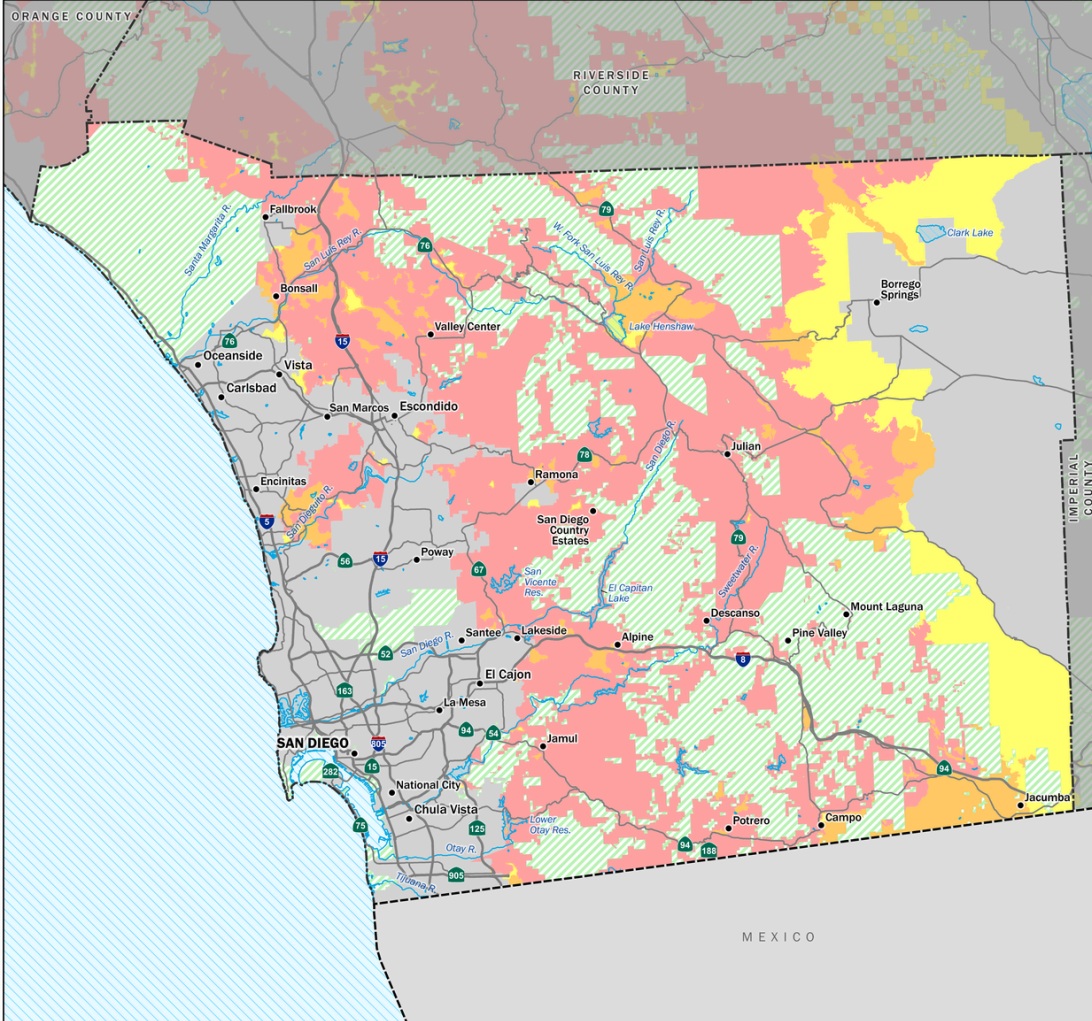 ORANGE COUNTY
RIVERSIDE
COUNTY
Santa Margarita R.
Fallbrook
79
San Luis Rey R.
76
W. Fork San Luis Rey R.
San Luis Rey R.
Clark Lake
Bonsall
Borrego
Springs
Valley Center
Lake Henshaw
76
15
Oceanside
Vista
Carlsbad
San Marcos
Escondido
San Diego R.
Julian
78
IMPERIAL
COUNTY
Ramona
Encinitas
San Dieguito R.
San Diego
Country
Estates
5
79
56
15
Poway
67
San
Vicente
Res.
El Capitan
Lake
Sweetwater R.
Mount Laguna
Descanso
Santee
Lakeside
Alpine
Pine Valley
San Diego R.
52
8
El Cajon
163
La Mesa
94
54
SAN DIEGO
805
Jamul
282
15
94
National City
Chula Vista
Jacumba
75
125
Lower
Otay Res.
Potrero
Campo
Otay R.
94
188
905
Tijuana R.
MEXICO